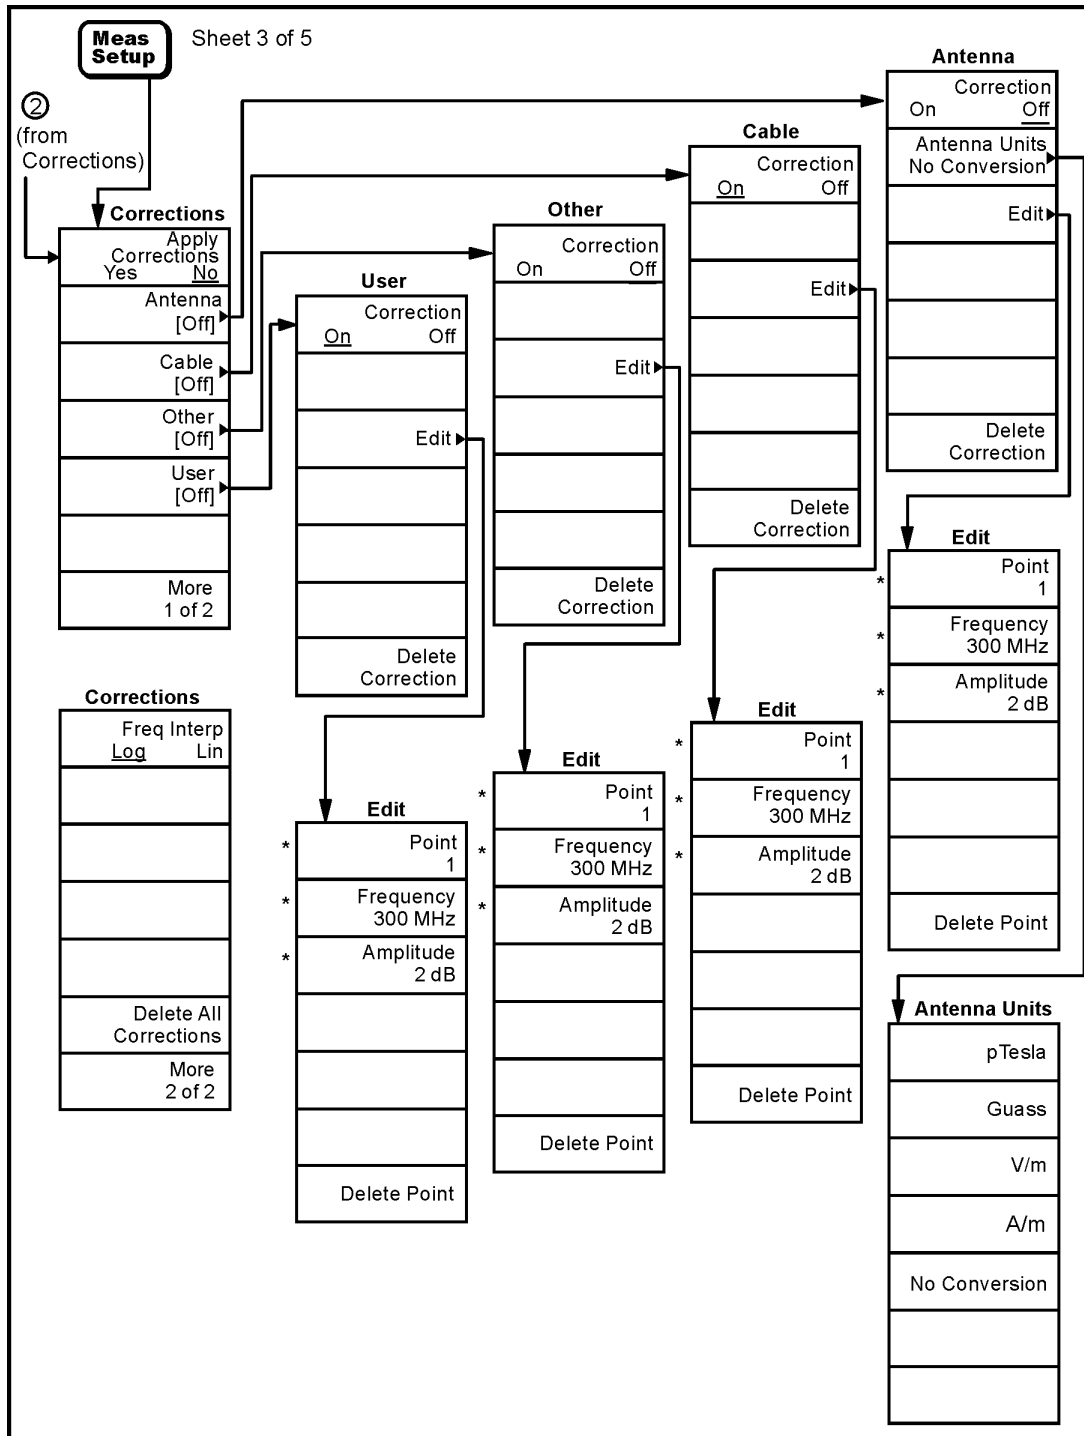 Meas
Setup
Sheet 3 of 5
2
(from
Corrections)
Corrections
Apply
Corrections
Yes No
Antenna
[Off]
Cable
[Off]
Other
[Off]
User
[Off]
More
1 of 2
Corrections
Freq Interp
Log Lin
Delete All
Corrections
More
2 of 2
User
Correction
On Off
Edit
Delete
Correction
Edit
* Point
1
* Frequency
300 MHz
* Amplitude
2 dB
Delete Point
Other
Correction
On Off
Edit
Delete
Correction
Edit
* Point
1
* Frequency
300 MHz
* Amplitude
2 dB
Delete Point
Cable
Correction
On Off
Edit
Delete
Correction
Edit
* Point
1
* Frequency
300 MHz
* Amplitude
2 dB
Delete Point
Antenna
Correction
On Off
Antenna Units
No Conversion
Edit
Delete
Correction
Edit
* Point
1
* Frequency
300 MHz
* Amplitude
2 dB
Delete Point
Antenna Units
pTesla
Guass
V/m
A/m
No Conversion